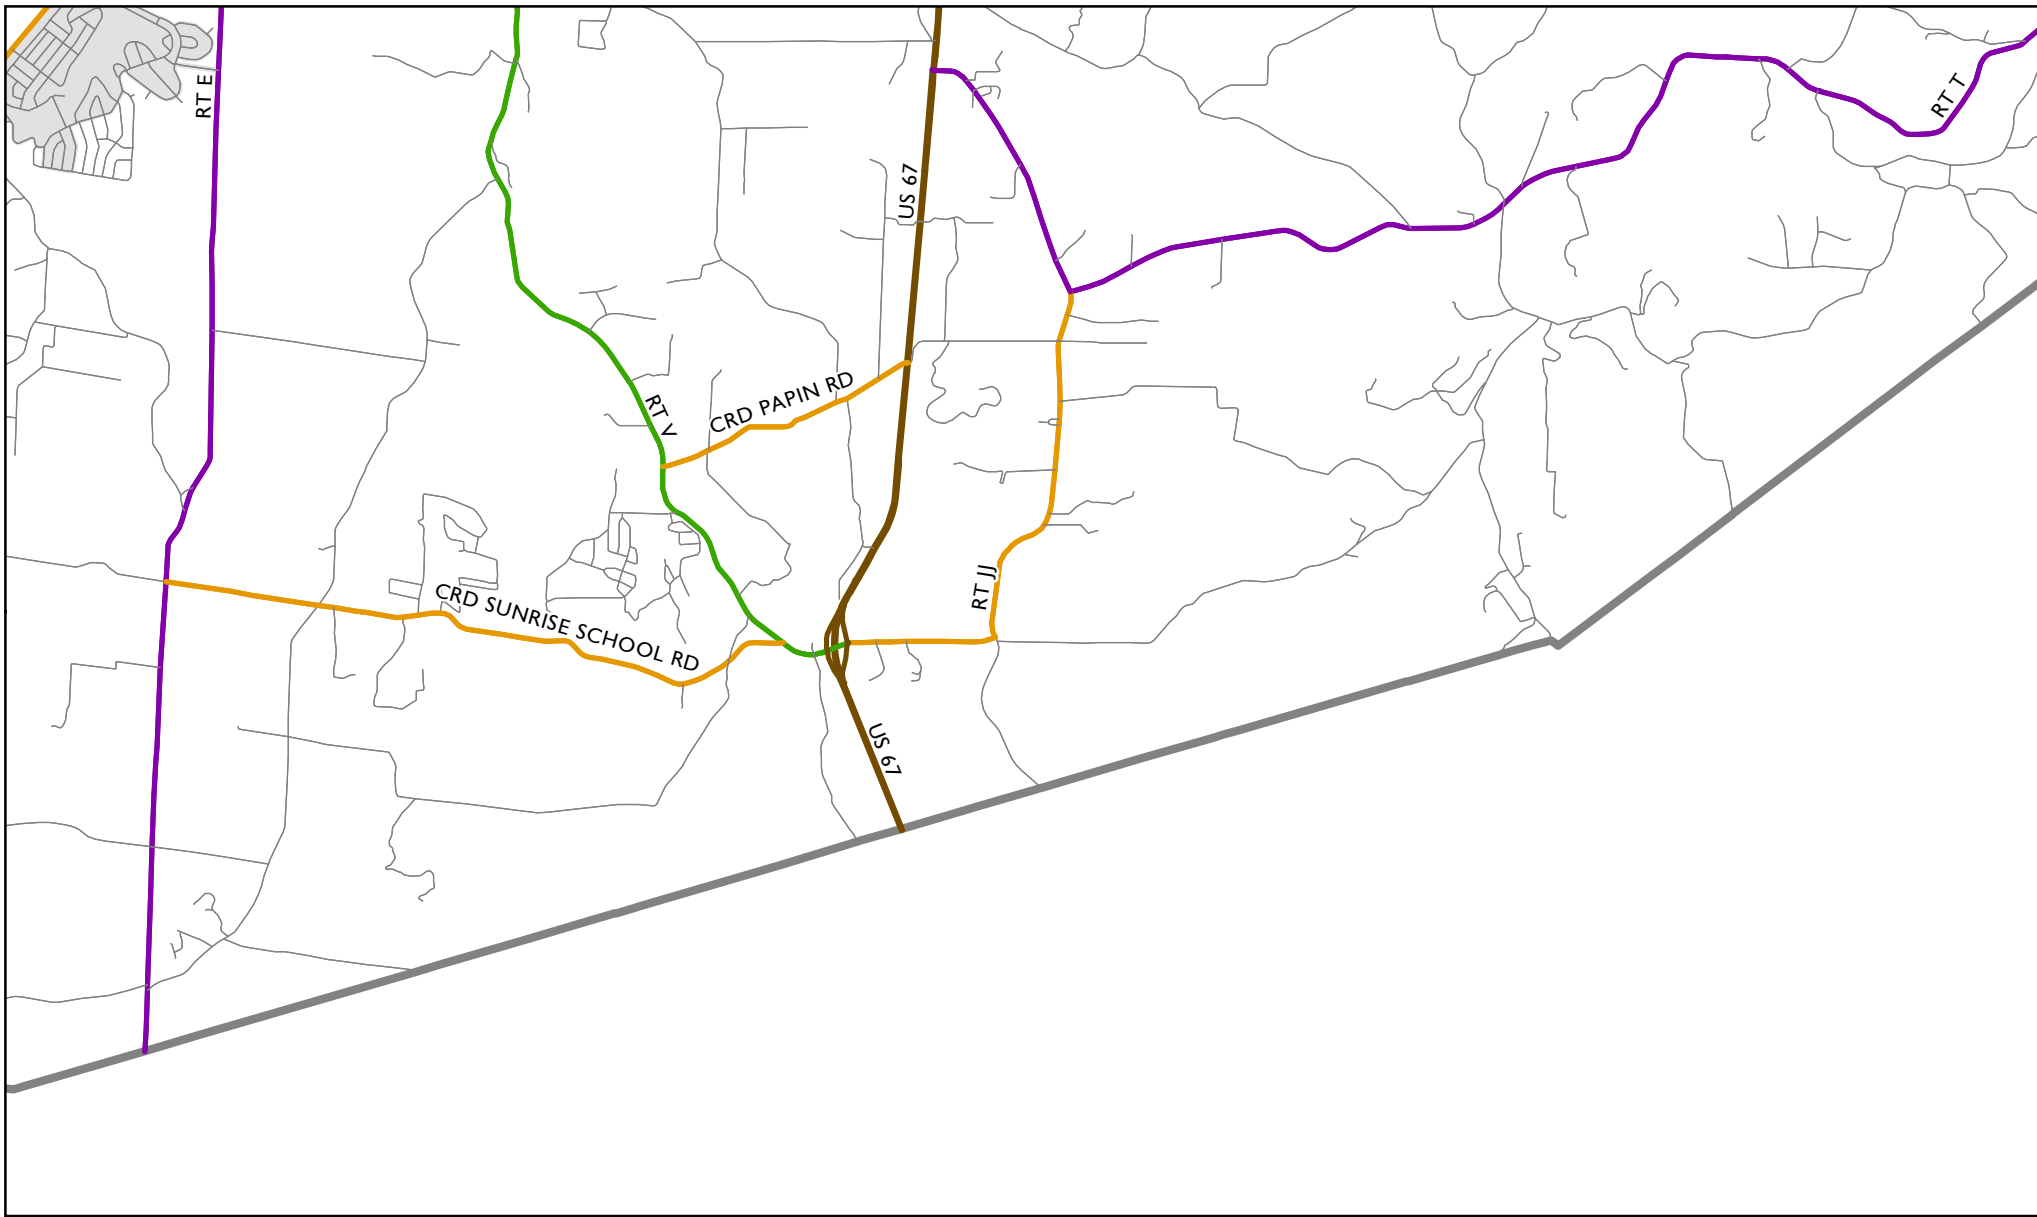 RT E
RT T
US 67
CRD PAPIN RD
RT V
RT JJ
CRD SUNRISE SCHOOL RD
US 67